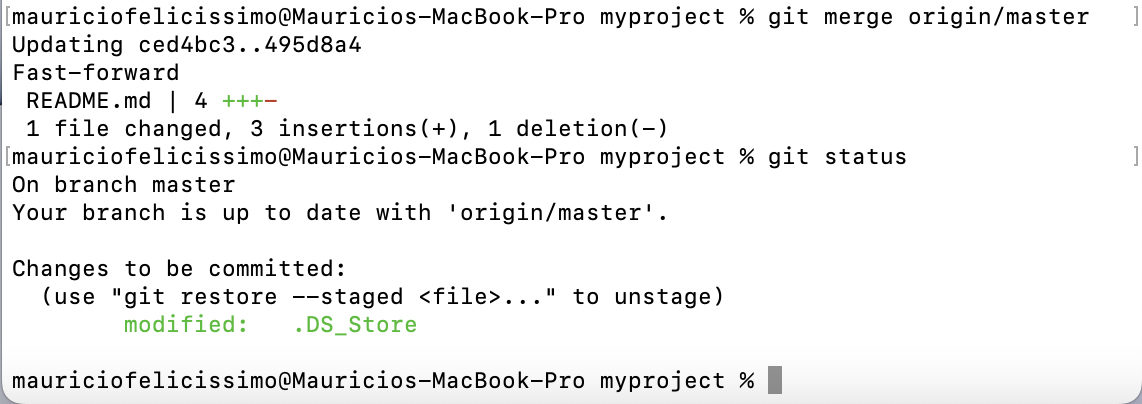 [mauriciofelicissimo@Mauricios-MacBook-Pro myproject % git merge origin/master ]
Updating ced4bc3..495d8a4
Fast-forward
 README.md | 4 +++-
 1 file changed, 3 insertions(+), 1 deletion(-)
[mauriciofelicissimo@Mauricios-MacBook-Pro myproject % git status ]
On branch master
Your branch is up to date with 'origin/master'.

Changes to be committed:
  (use "git restore --staged <file>..." to unstage)
        modified:   .DS_Store

mauriciofelicissimo@Mauricios-MacBook-Pro myproject %